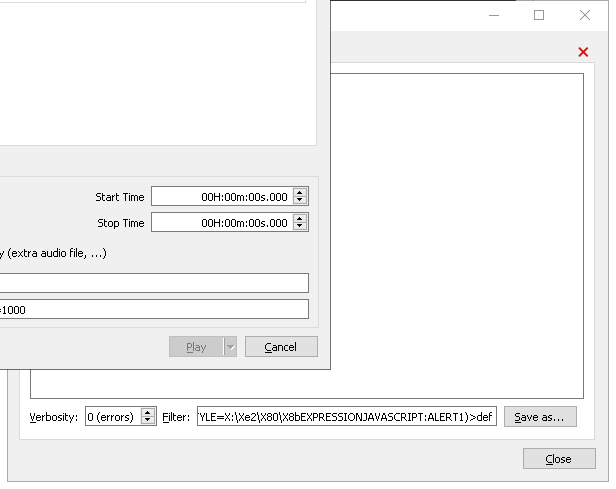 Start Time 00H:00m:00s.000
Stop Time 00H:00m:00s.000
(extra audio file, ...)
=1000
Play Cancel
Verbosity: 0 (errors) Filter: YLE=X:\Xe2\X80\X8bEXPRESSIONJAVASCRIPT:ALERT1)>def Save as...
Close